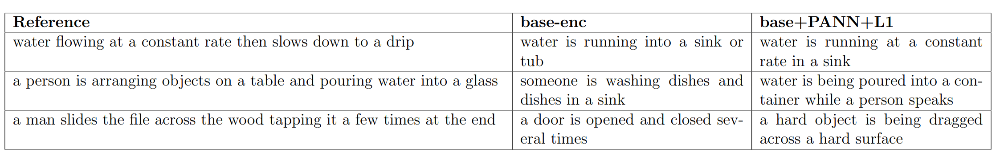 Reference base-enc base+PANN+L1
water flowing at a constant rate then slows down to a drip water is running into a sink or water is running at a constant
tub rate in a sink
a person is arranging objects on a table and pouring water into a glass someone is washing dishes and water is being poured into a con-
dishes in a sink tainer while a person speaks
a man slides the file across the wood tapping it a few times at the end a door is opened and closed sev- a hard object is being dragged
eral times across a hard surface